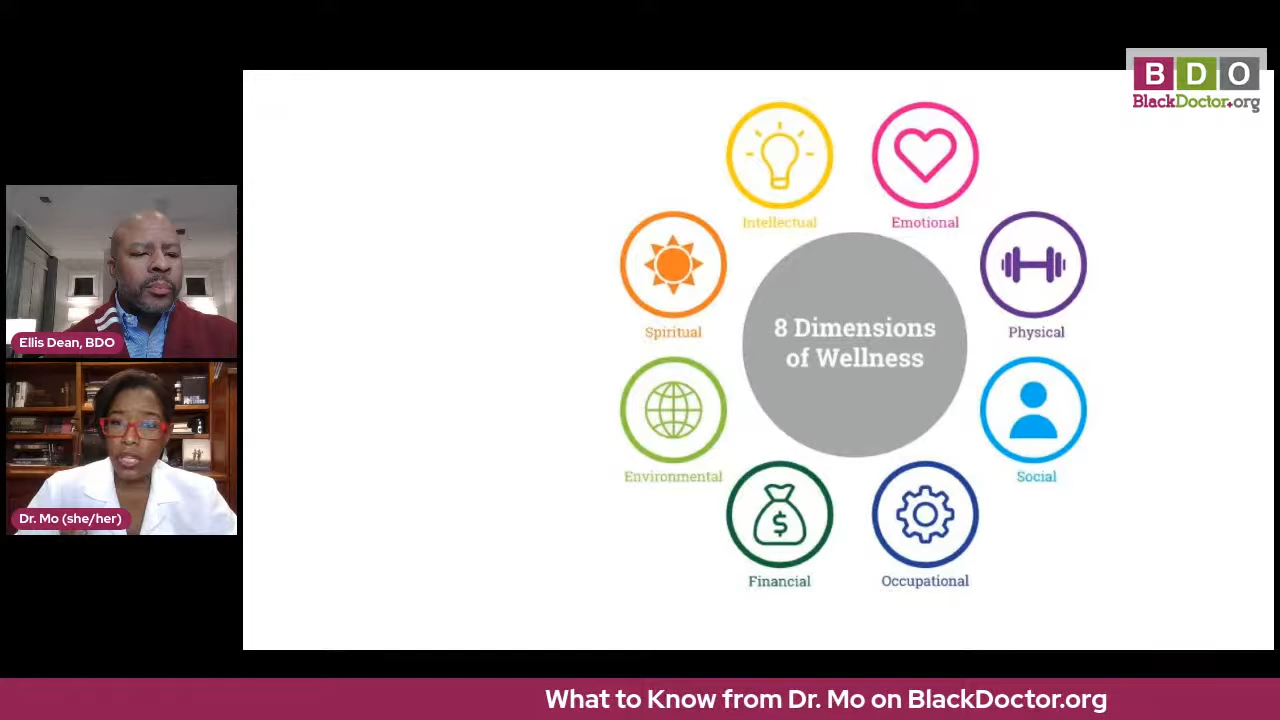 B D O
BlackDoctor.org
Intellectual
Emotional
Spiritual
Physical
8 Dimensions
of Wellness
Environmental
Social
$
Financial
Occupational
Ellis Dean, BDO
Dr. Mo (she/her)
What to Know from Dr. Mo on BlackDoctor.org